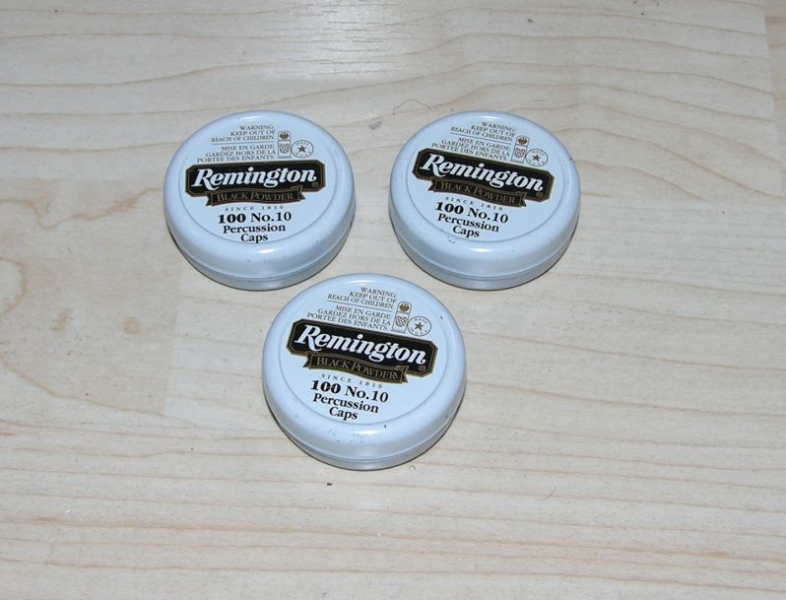 WARNING:
KEEP OUT OF
REACH OF CHILDREN.
MISE EN GARDE:
GARDEZ HORS DE LA
PORTEE DES ENFANTS.
Remington®
BLACK POWDER
SINCE 1816
100 No.10
Percussion
Caps
WARNING:
KEEP OUT OF
REACH OF CHILDREN.
MISE EN GARDE:
GARDEZ HORS DE LA
PORTEE DES ENFANTS.
Remington®
BLACK POWDER
SINCE 1816
100 No.10
Percussion
Caps
WARNING:
KEEP OUT OF
REACH OF CHILDREN.
MISE EN GARDE:
GARDEZ HORS DE LA
PORTEE DES ENFANTS.
Remington®
BLACK POWDER
SINCE 1816
100 No.10
Percussion
Caps